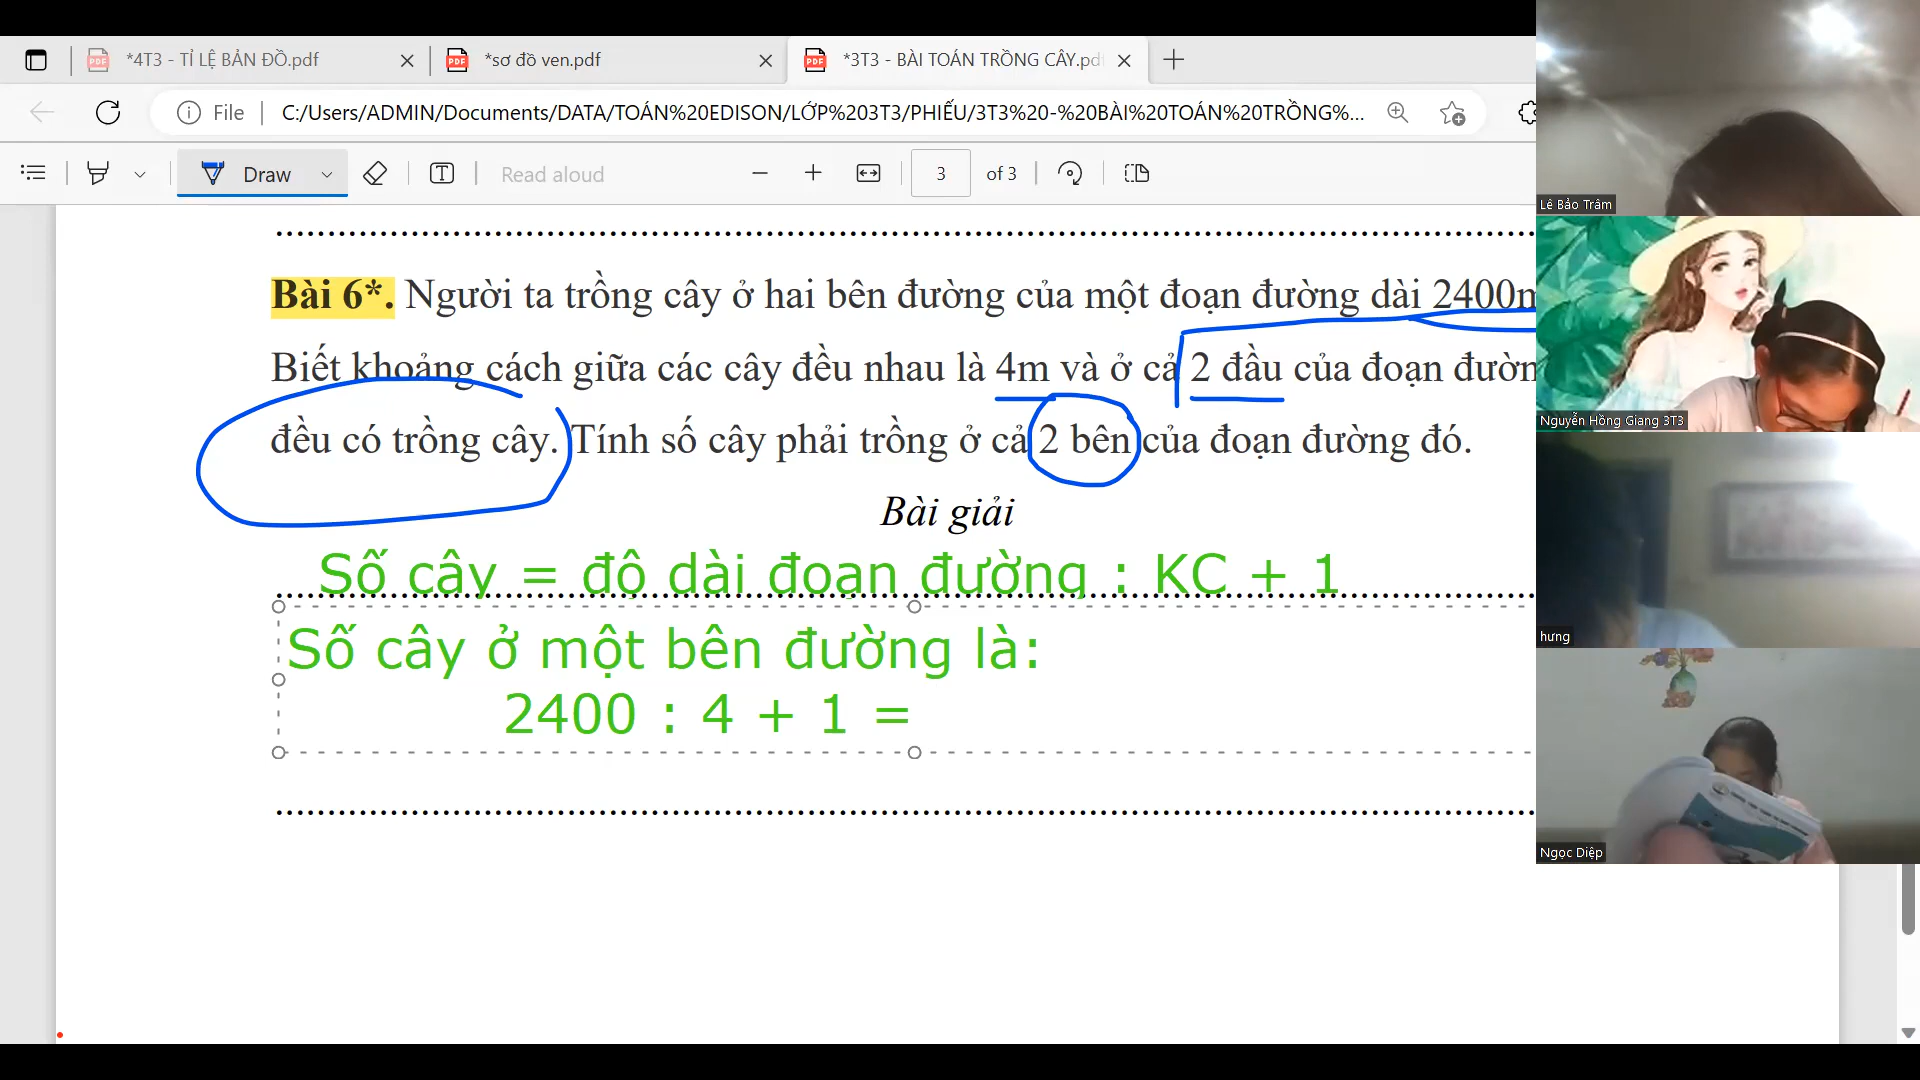 *4T3 - TỈ LỆ BẢN ĐỒ.pdf
*sơ đồ ven.pdf
*3T3 - BÀI TOÁN TRỒNG CÂY.pdf
File
C:/Users/ADMIN/Documents/DATA/TOÁN%20EDISON/LỚP%203T3/PHIẾU/3T3%20-%20BÀI%20TOÁN%20TRỒNG%...
Draw
Read aloud
3
of 3
Bài 6*. Người ta trồng cây ở hai bên đường của một đoạn đường dài 2400m
Biết khoảng cách giữa các cây đều nhau là 4m và ở cả 2 đầu của đoạn đườn
đều có trồng cây. Tính số cây phải trồng ở cả 2 bên của đoạn đường đó.
Bài giải
Số cây = độ dài đoạn đường : KC + 1
Số cây ở một bên đường là:
2400 : 4 + 1 =
Lê Bảo Trâm
Nguyễn Hồng Giang 3T3
hưng
Ngọc Diệp